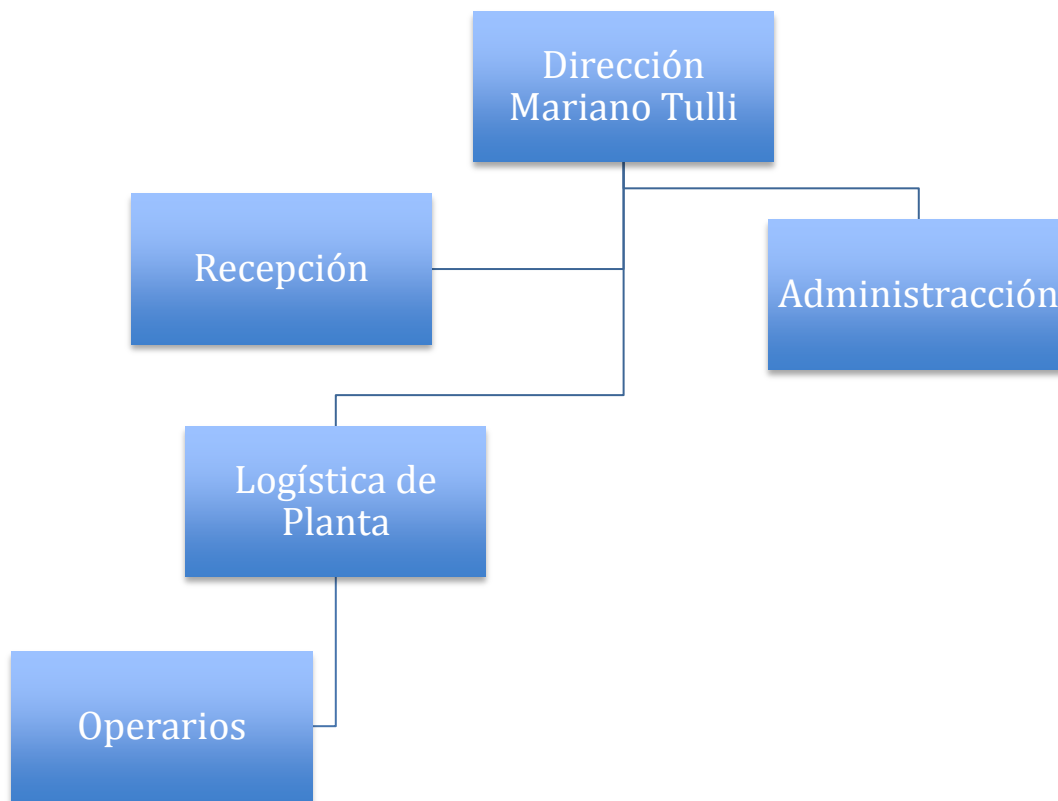 Dirección
Mariano Tulli
Recepción
Administracción
Logística de
Planta
Operarios